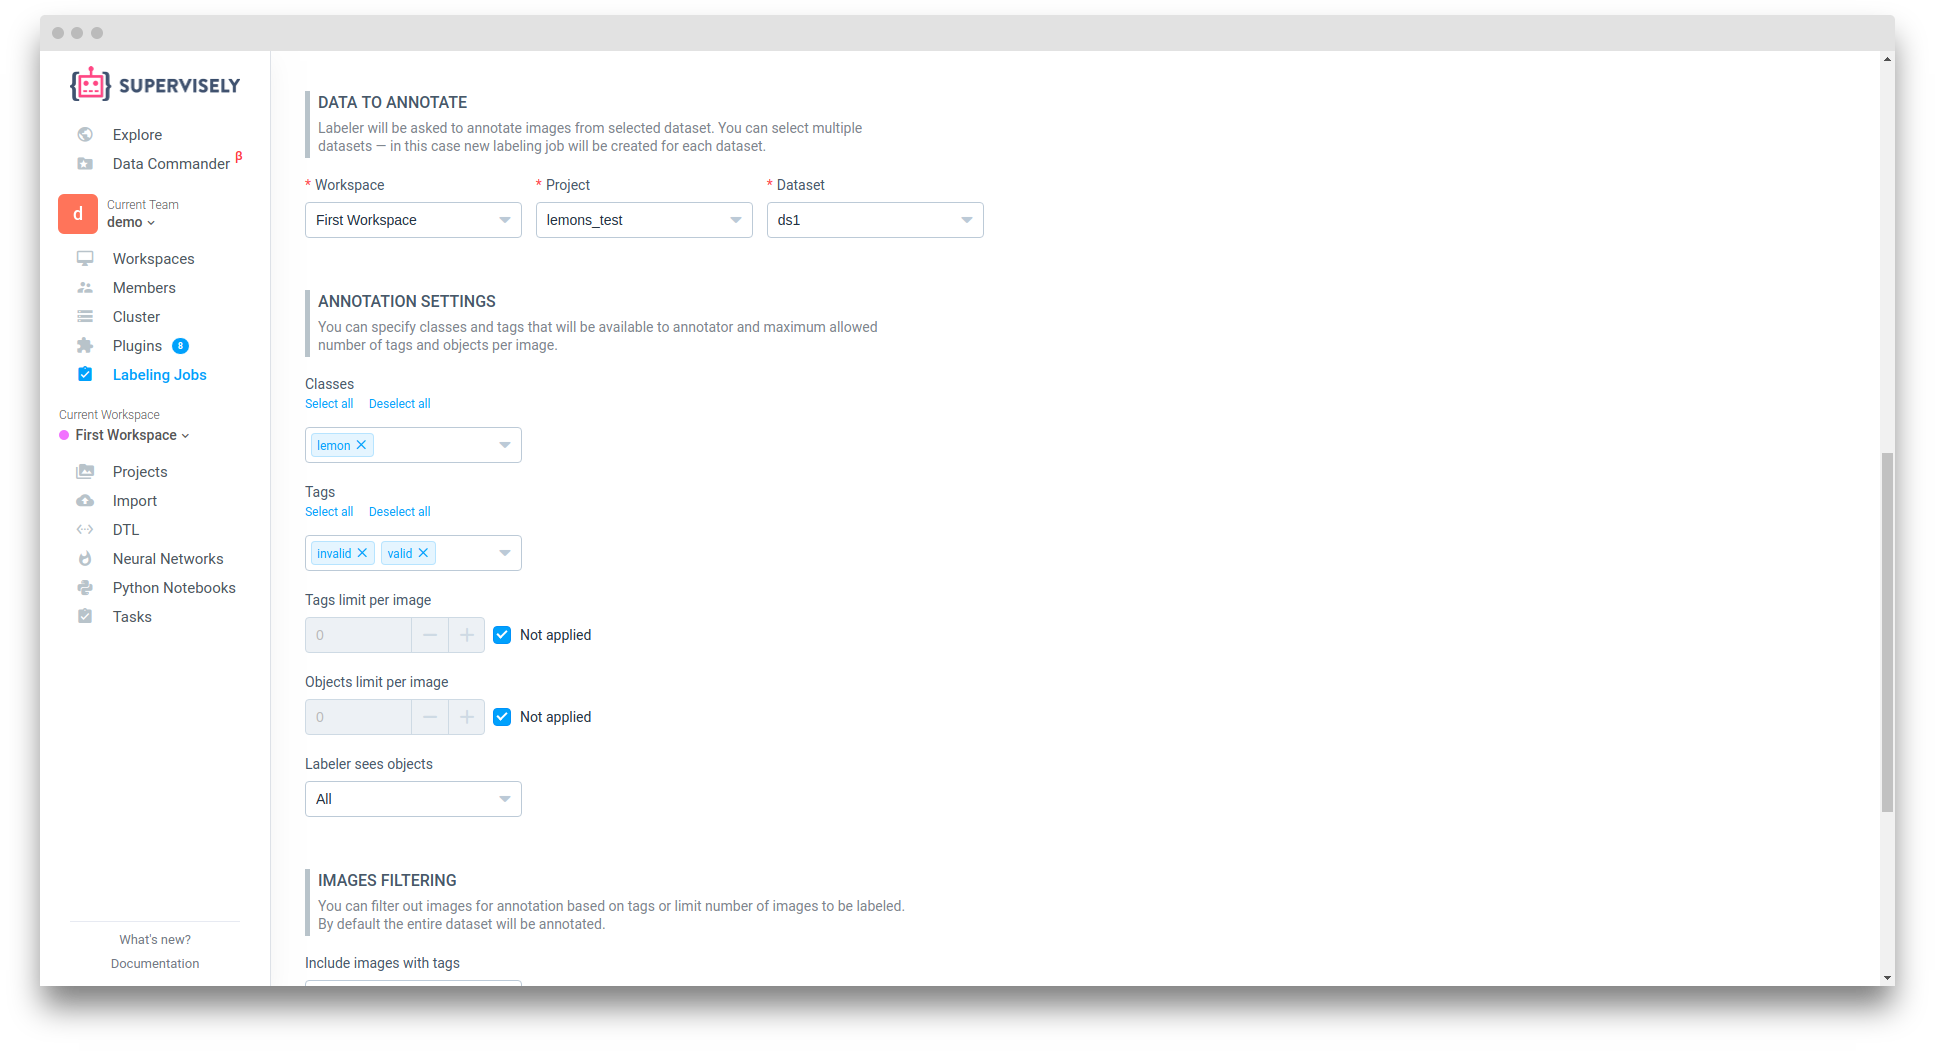 SUPERVISELY
Explore
Data Commander β
d
Current Team
demo
Workspaces
Members
Cluster
Plugins 8
Labeling Jobs
Current Workspace
First Workspace
Projects
Import
DTL
Neural Networks
Python Notebooks
Tasks
What's new?
Documentation
DATA TO ANNOTATE
Labeler will be asked to annotate images from selected dataset. You can select multiple
datasets — in this case new labeling job will be created for each dataset.
* Workspace * Project * Dataset
First Workspace lemons_test ds1
ANNOTATION SETTINGS
You can specify classes and tags that will be available to annotator and maximum allowed
number of tags and objects per image.
Classes
Select all Deselect all
lemon
Tags
Select all Deselect all
invalid valid
Tags limit per image
0 Not applied
Objects limit per image
0 Not applied
Labeler sees objects
All
IMAGES FILTERING
You can filter out images for annotation based on tags or limit number of images to be labeled.
By default the entire dataset will be annotated.
Include images with tags